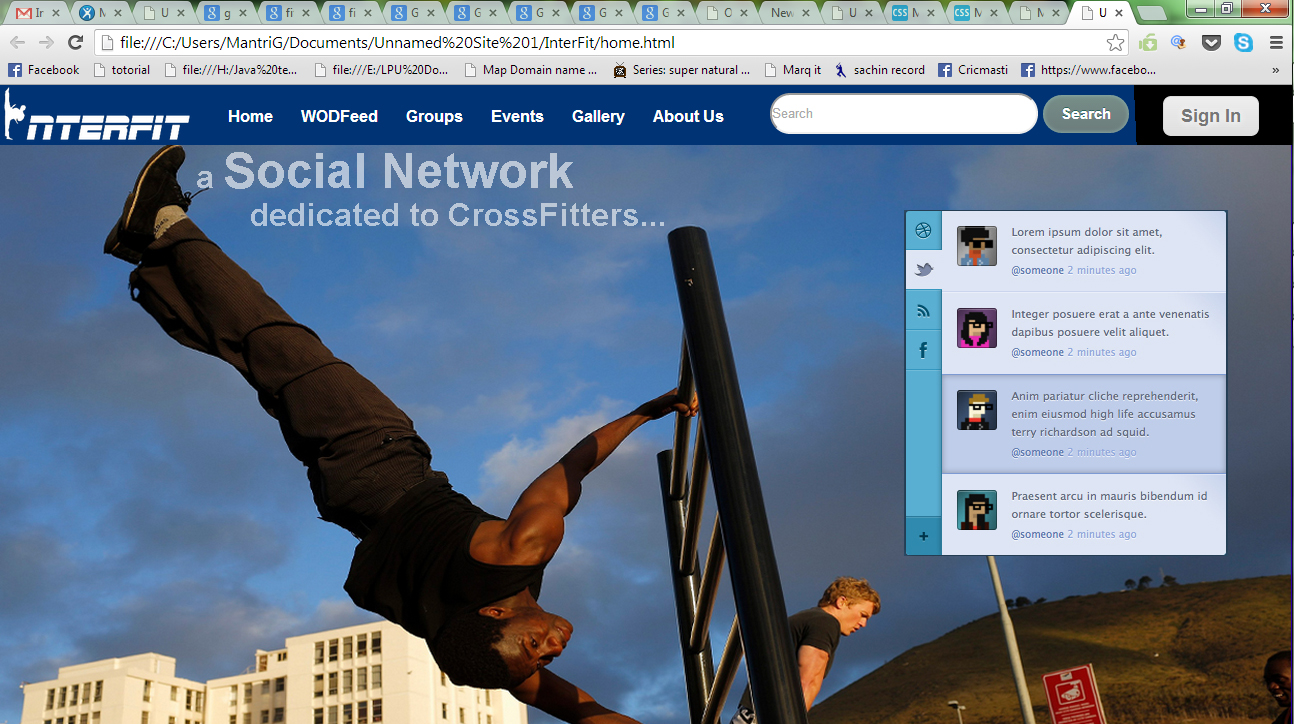 Ir
M
U
g
fi
fi
G
G
G
G
G
O
New
U
CSS M
CSS M
M
U
file:///C:/Users/MantriG/Documents/Unnamed%20Site%201/InterFit/home.html
Facebook totorial file:///H:/Java%20te... file:///E:/LPU%20Do... Map Domain name ... Series: super natural ... Marq it sachin record Cricmasti https://www.facebo... »
NTERFIT Home WODFeed Groups Events Gallery About Us Search Search Sign In
a Social Network
dedicated to CrossFitters...
Lorem ipsum dolor sit amet,
consectetur adipiscing elit.
@someone 2 minutes ago
Integer posuere erat a ante venenatis
dapibus posuere velit aliquet.
@someone 2 minutes ago
Anim pariatur cliche reprehenderit,
enim eiusmod high life accusamus
terry richardson ad squid.
@someone 2 minutes ago
Praesent arcu in mauris bibendum id
ornare tortor scelerisque.
@someone 2 minutes ago